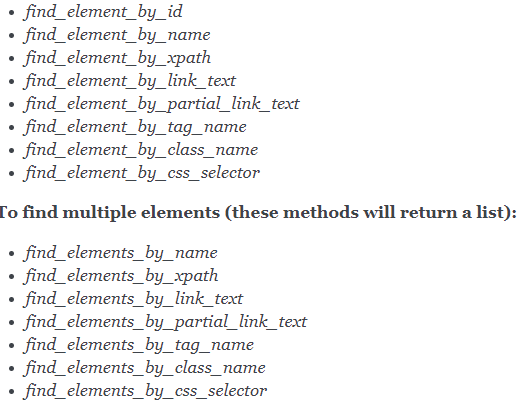 • find_element_by_id
• find_element_by_name
• find_element_by_xpath
• find_element_by_link_text
• find_element_by_partial_link_text
• find_element_by_tag_name
• find_element_by_class_name
• find_element_by_css_selector
To find multiple elements (these methods will return a list):
• find_elements_by_name
• find_elements_by_xpath
• find_elements_by_link_text
• find_elements_by_partial_link_text
• find_elements_by_tag_name
• find_elements_by_class_name
• find_elements_by_css_selector